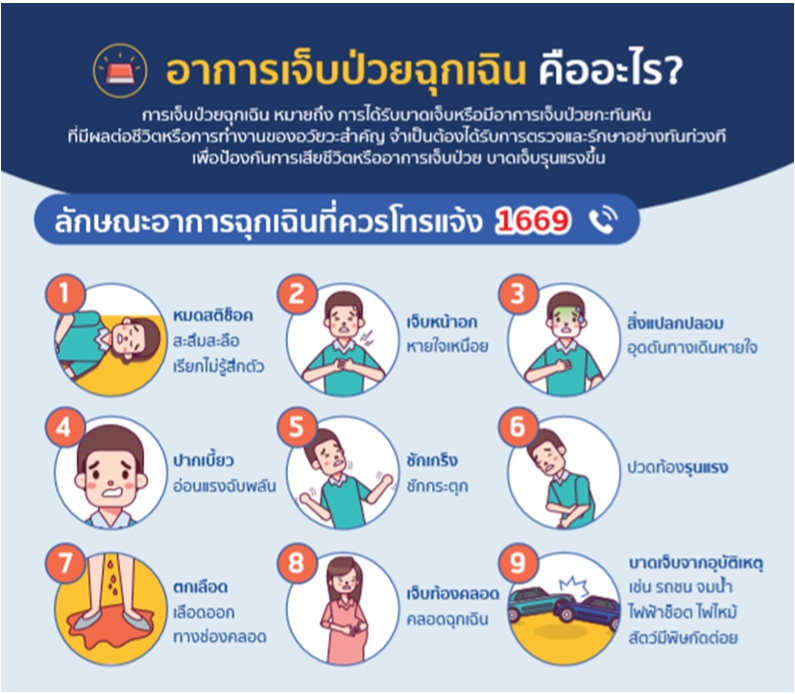 อาการเจ็บป่วยฉุกเฉิน คืออะไร?
การเจ็บป่วยฉุกเฉิน หมายถึง การได้รับบาดเจ็บหรือมีอาการเจ็บป่วยกะทันหัน
ที่มีผลต่อชีวิตหรือการทำงานของอวัยวะสำคัญ จำเป็นต้องได้รับการตรวจและรักษาอย่างทันท่วงที
เพื่อป้องกันการเสียชีวิตหรืออาการเจ็บป่วย บาดเจ็บรุนแรงขึ้น
ลักษณะอาการฉุกเฉินที่ควรโทรแจ้ง 1669
1
หมดสติช็อค
สะลึมสะลือ
เรียกไม่รู้สึกตัว
2
เจ็บหน้าอก
หายใจเหนื่อย
3
สิ่งแปลกปลอม
อุดตันทางเดินหายใจ
4
ปากเบี้ยว
อ่อนแรงฉับพลัน
5
ชักเกร็ง
ชักกระตุก
6
ปวดท้องรุนแรง
7
ตกเลือด
เลือดออก
ทางช่องคลอด
8
เจ็บท้องคลอด
คลอดฉุกเฉิน
9
บาดเจ็บจากอุบัติเหตุ
เช่น รถชน จมน้ำ
ไฟฟ้าช็อต ไฟไหม้
สัตว์มีพิษกัดต่อย